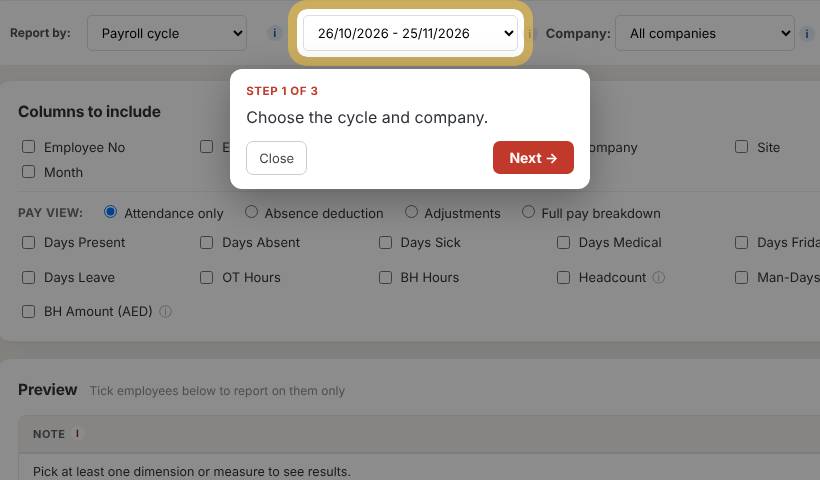 Report by: Payroll cycle i 26/10/2026 - 25/11/2026 i Company: All companies i
STEP 1 OF 3
Choose the cycle and company.
Close Next →
Columns to include
Employee No E ompany Site
Month
PAY VIEW: Attendance only Absence deduction Adjustments Full pay breakdown
Days Present Days Absent Days Sick Days Medical Days Frida
Days Leave OT Hours BH Hours Headcount ⓘ Man-Days
BH Amount (AED) ⓘ
Preview Tick employees below to report on them only
NOTE i
Pick at least one dimension or measure to see results.